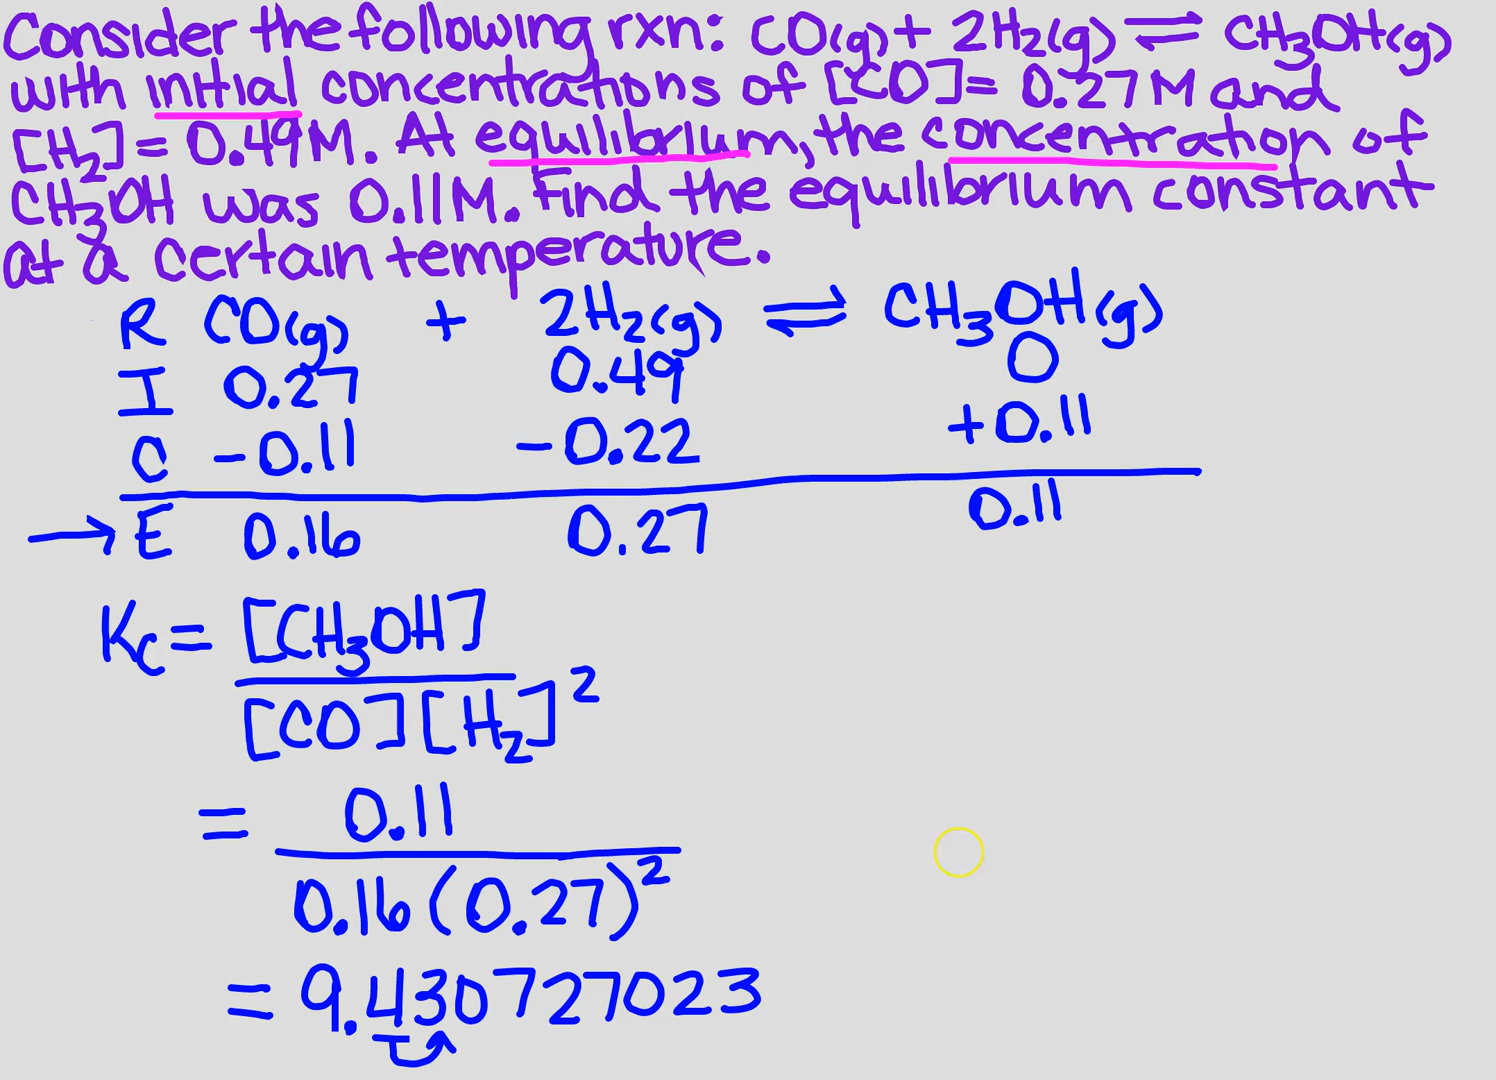 Consider the following rxn: CO(g) + 2H₂(g) ⇌ CH₃OH(g)
with initial concentrations of [CO] = 0.27 M and
[H₂] = 0.49 M. At equilibrium, the concentration of
CH₃OH was 0.11 M. Find the equilibrium constant
at a certain temperature.
R CO(g) + 2H₂(g) ⇌ CH₃OH(g)
I 0.27 0.49 0
C -0.11 -0.22 +0.11
→ E 0.16 0.27 0.11
Kc = [CH₃OH]
[CO][H₂]²
= 0.11
0.16(0.27)²
= 9.430727023